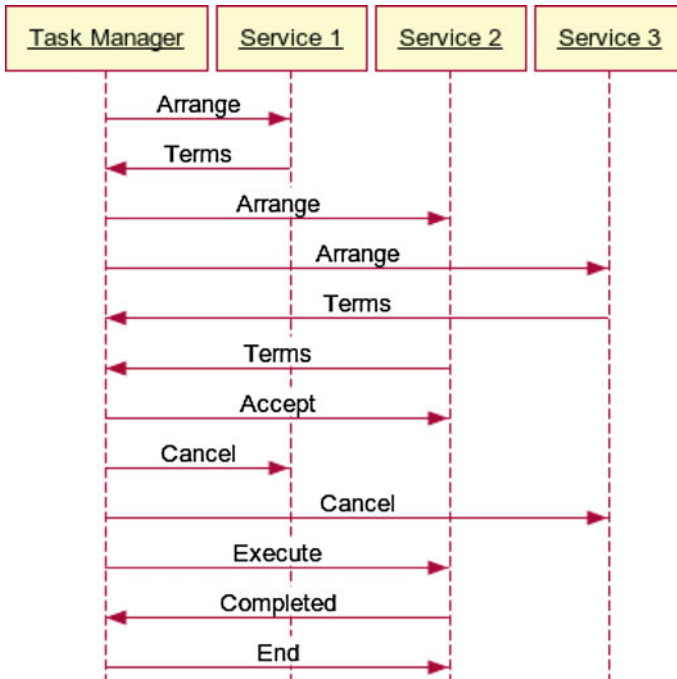 Task Manager
Service 1
Service 2
Service 3
Arrange
Terms
Arrange
Arrange
Terms
Terms
Accept
Cancel
Cancel
Execute
Completed
End